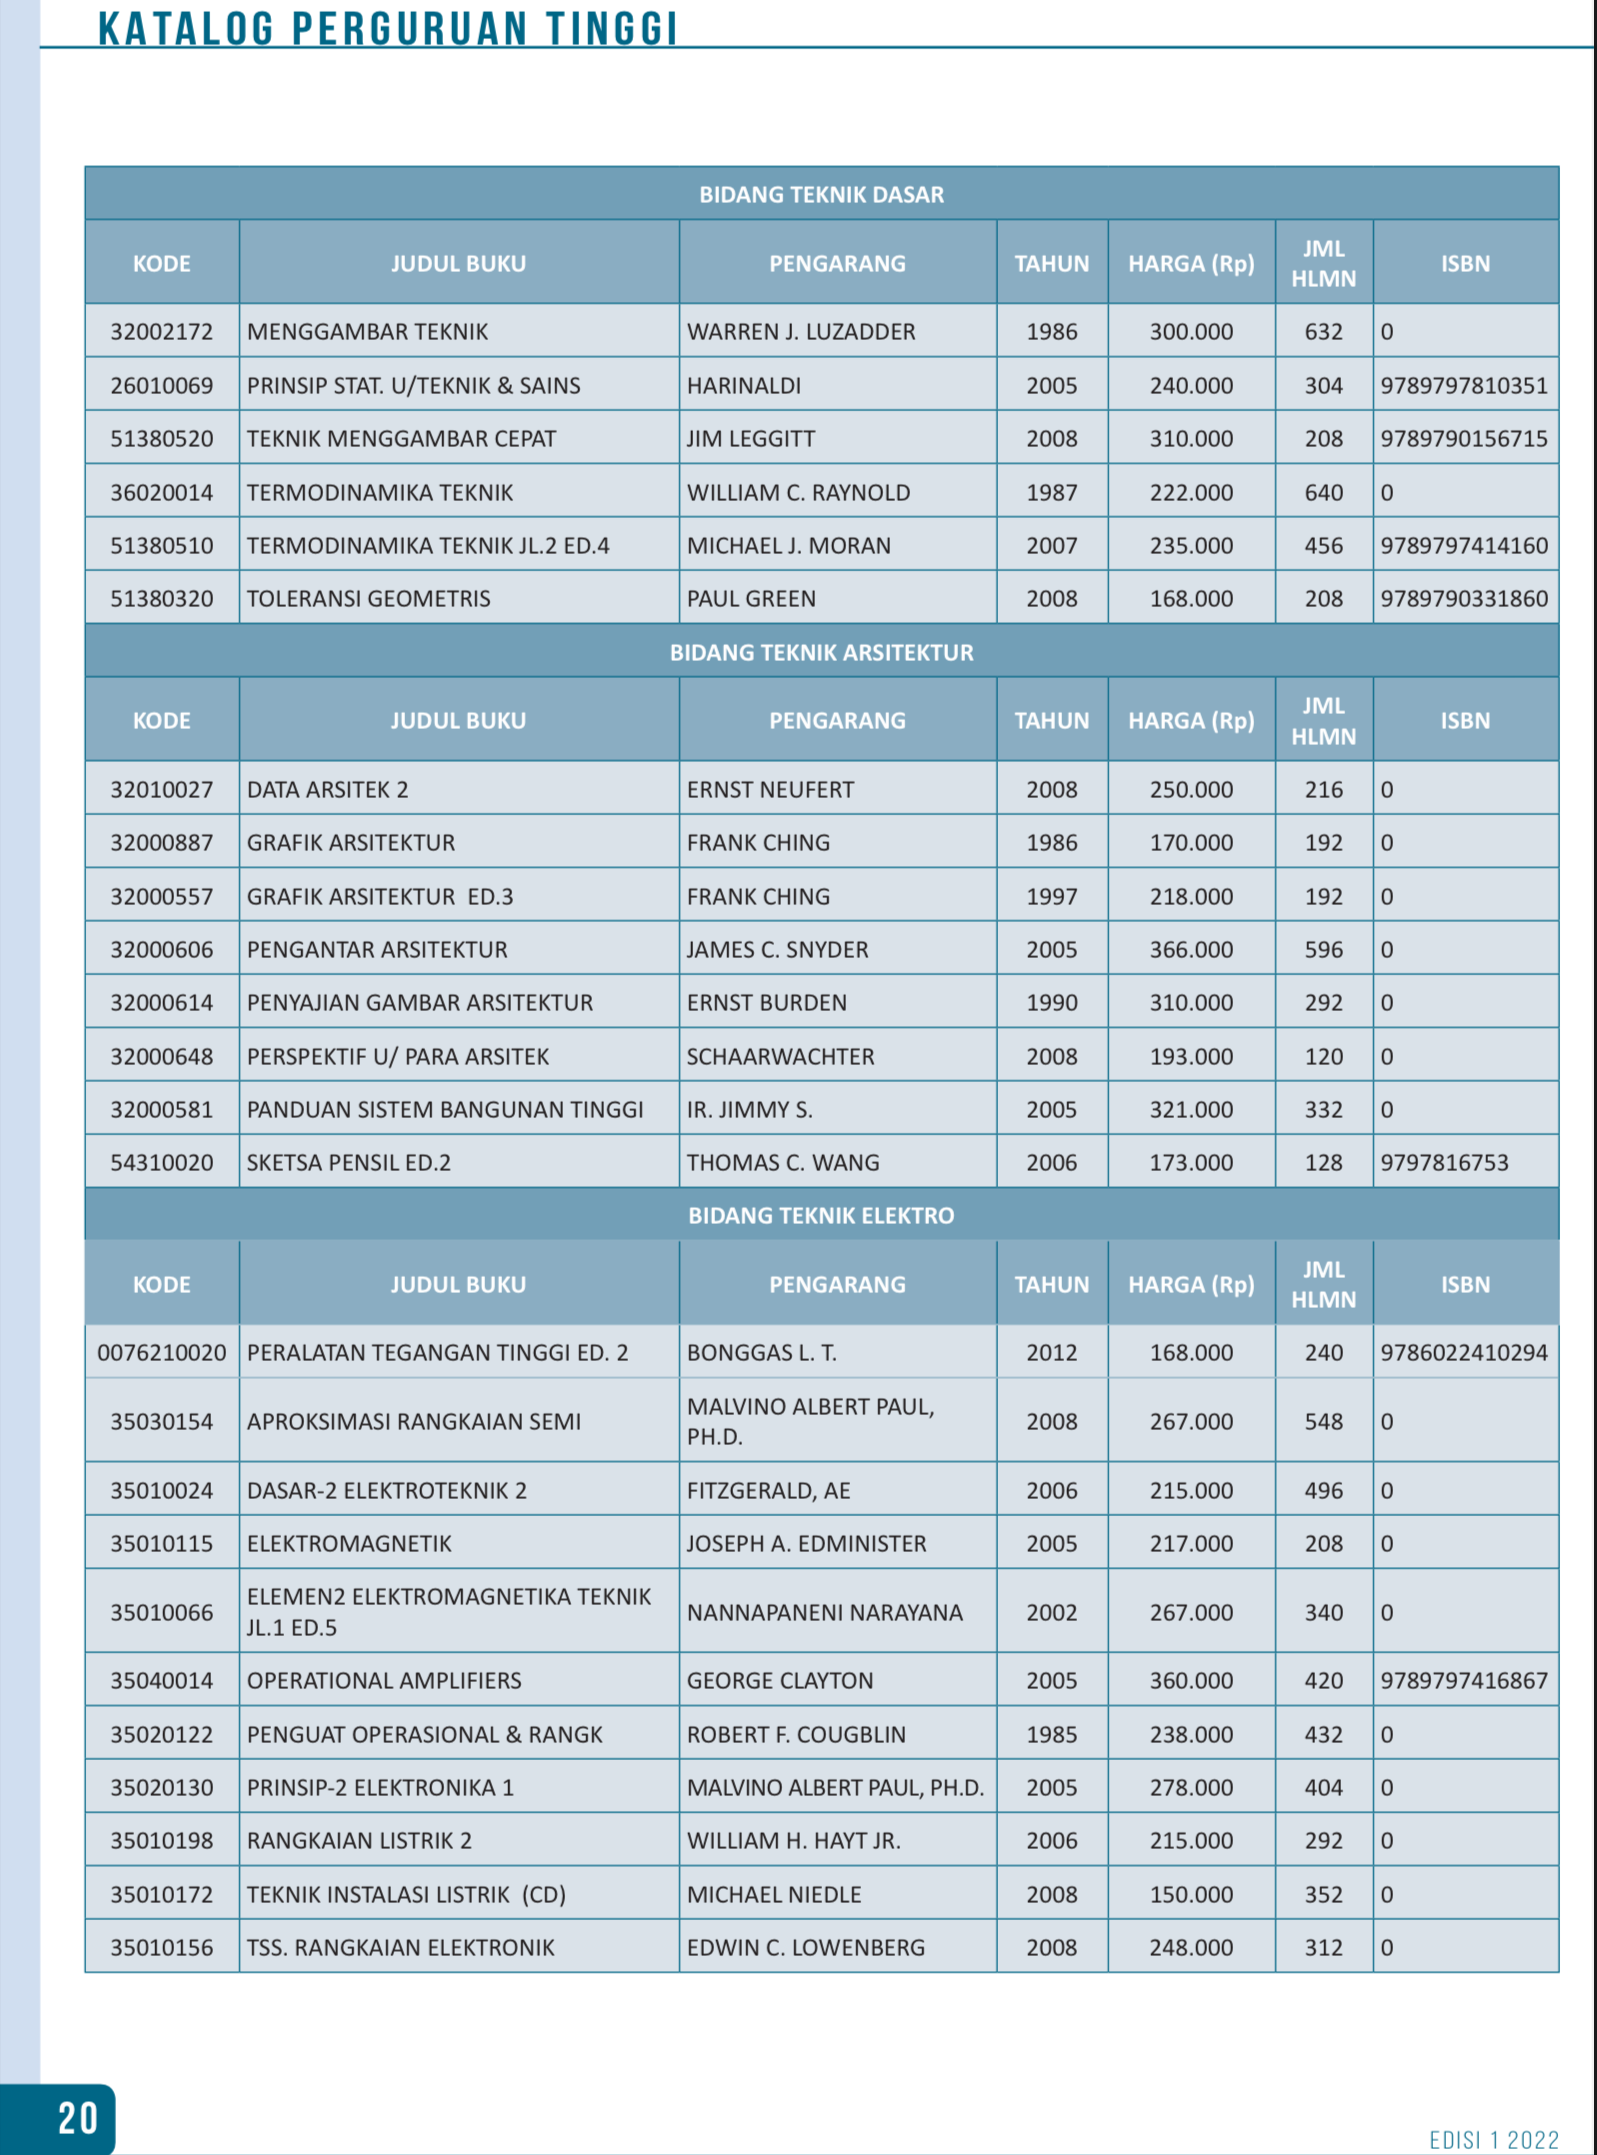 KATALOG PERGURUAN TINGGI
BIDANG TEKNIK DASAR
KODE JUDUL BUKU PENGARANG TAHUN HARGA (Rp) JML HLMN ISBN
32002172 MENGGAMBAR TEKNIK WARREN J. LUZADDER 1986 300.000 632 0
26010069 PRINSIP STAT. U/TEKNIK & SAINS HARINALDI 2005 240.000 304 9789797810351
51380520 TEKNIK MENGGAMBAR CEPAT JIM LEGGITT 2008 310.000 208 9789790156715
36020014 TERMODINAMIKA TEKNIK WILLIAM C. RAYNOLD 1987 222.000 640 0
51380510 TERMODINAMIKA TEKNIK JL.2 ED.4 MICHAEL J. MORAN 2007 235.000 456 9789797414160
51380320 TOLERANSI GEOMETRIS PAUL GREEN 2008 168.000 208 9789790331860
BIDANG TEKNIK ARSITEKTUR
KODE JUDUL BUKU PENGARANG TAHUN HARGA (Rp) JML HLMN ISBN
32010027 DATA ARSITEK 2 ERNST NEUFERT 2008 250.000 216 0
32000887 GRAFIK ARSITEKTUR FRANK CHING 1986 170.000 192 0
32000557 GRAFIK ARSITEKTUR ED.3 FRANK CHING 1997 218.000 192 0
32000606 PENGANTAR ARSITEKTUR JAMES C. SNYDER 2005 366.000 596 0
32000614 PENYAJIAN GAMBAR ARSITEKTUR ERNST BURDEN 1990 310.000 292 0
32000648 PERSPEKTIF U/ PARA ARSITEK SCHAARWACHTER 2008 193.000 120 0
32000581 PANDUAN SISTEM BANGUNAN TINGGI IR. JIMMY S. 2005 321.000 332 0
54310020 SKETSA PENSIL ED.2 THOMAS C. WANG 2006 173.000 128 9797816753
BIDANG TEKNIK ELEKTRO
KODE JUDUL BUKU PENGARANG TAHUN HARGA (Rp) JML HLMN ISBN
0076210020 PERALATAN TEGANGAN TINGGI ED. 2 BONGGAS L. T. 2012 168.000 240 9786022410294
35030154 APROKSIMASI RANGKAIAN SEMI MALVINO ALBERT PAUL, PH.D. 2008 267.000 548 0
35010024 DASAR-2 ELEKTROTEKNIK 2 FITZGERALD, AE 2006 215.000 496 0
35010115 ELEKTROMAGNETIK JOSEPH A. EDMINISTER 2005 217.000 208 0
35010066 ELEMEN2 ELEKTROMAGNETIKA TEKNIK JL.1 ED.5 NANNAPANENI NARAYANA 2002 267.000 340 0
35040014 OPERATIONAL AMPLIFIERS GEORGE CLAYTON 2005 360.000 420 9789797416867
35020122 PENGUAT OPERASIONAL & RANGK ROBERT F. COUGBLIN 1985 238.000 432 0
35020130 PRINSIP-2 ELEKTRONIKA 1 MALVINO ALBERT PAUL, PH.D. 2005 278.000 404 0
35010198 RANGKAIAN LISTRIK 2 WILLIAM H. HAYT JR. 2006 215.000 292 0
35010172 TEKNIK INSTALASI LISTRIK (CD) MICHAEL NIEDLE 2008 150.000 352 0
35010156 TSS. RANGKAIAN ELEKTRONIK EDWIN C. LOWENBERG 2008 248.000 312 0
20
EDISI 1 2022